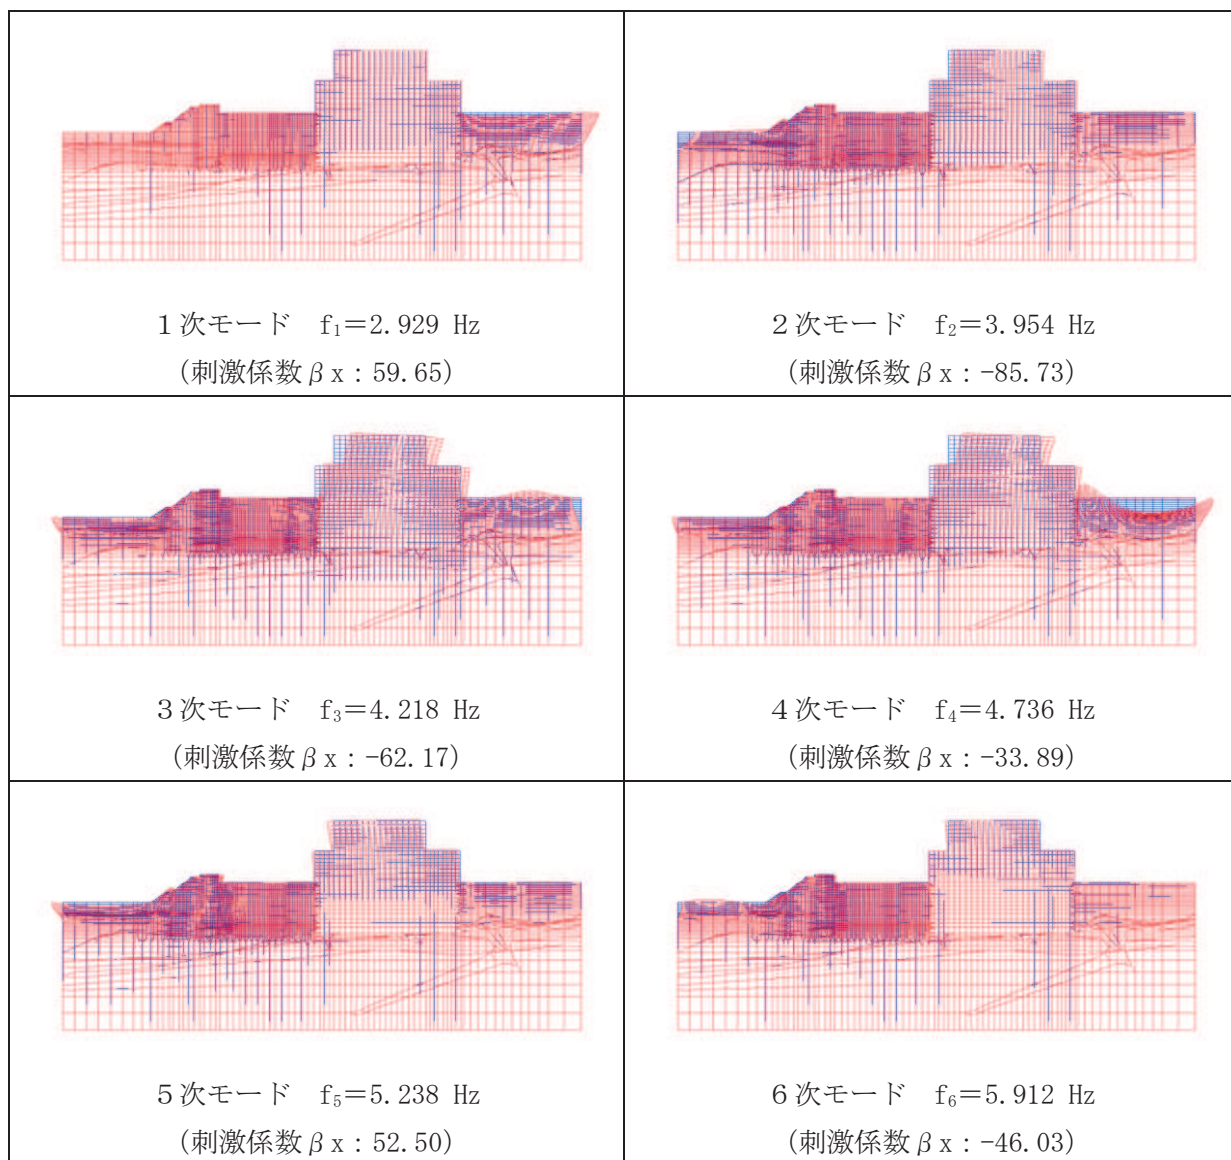 1次モード f₁=2.929 Hz
(刺激係数βx:59.65)
2次モード f₂=3.954 Hz
(刺激係数βx:-85.73)
3次モード f₃=4.218 Hz
(刺激係数βx:-62.17)
4次モード f₄=4.736 Hz
(刺激係数βx:-33.89)
5次モード f₅=5.238 Hz
(刺激係数βx:52.50)
6次モード f₆=5.912 Hz
(刺激係数βx:-46.03)